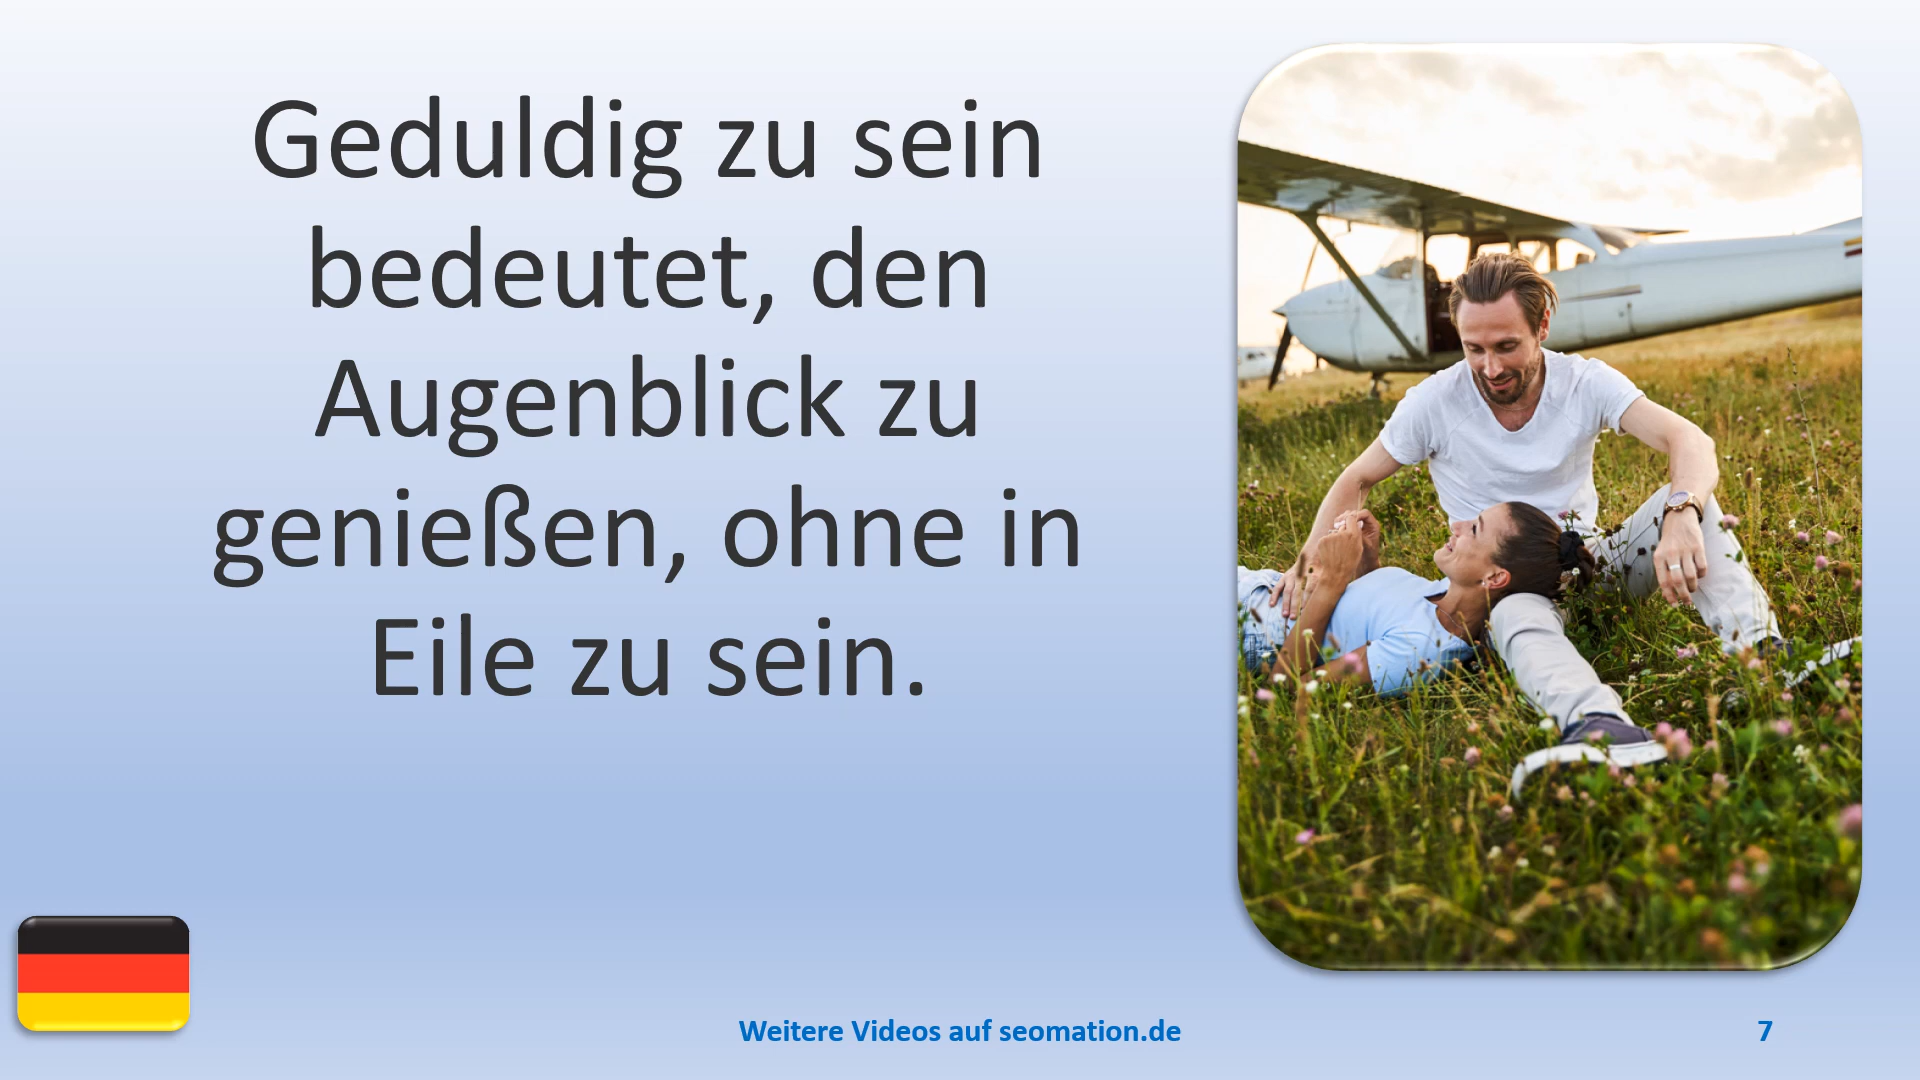 Geduldig zu sein
bedeutet, den
Augenblick zu
genießen, ohne in
Eile zu sein.
Weitere Videos auf seomation.de
7